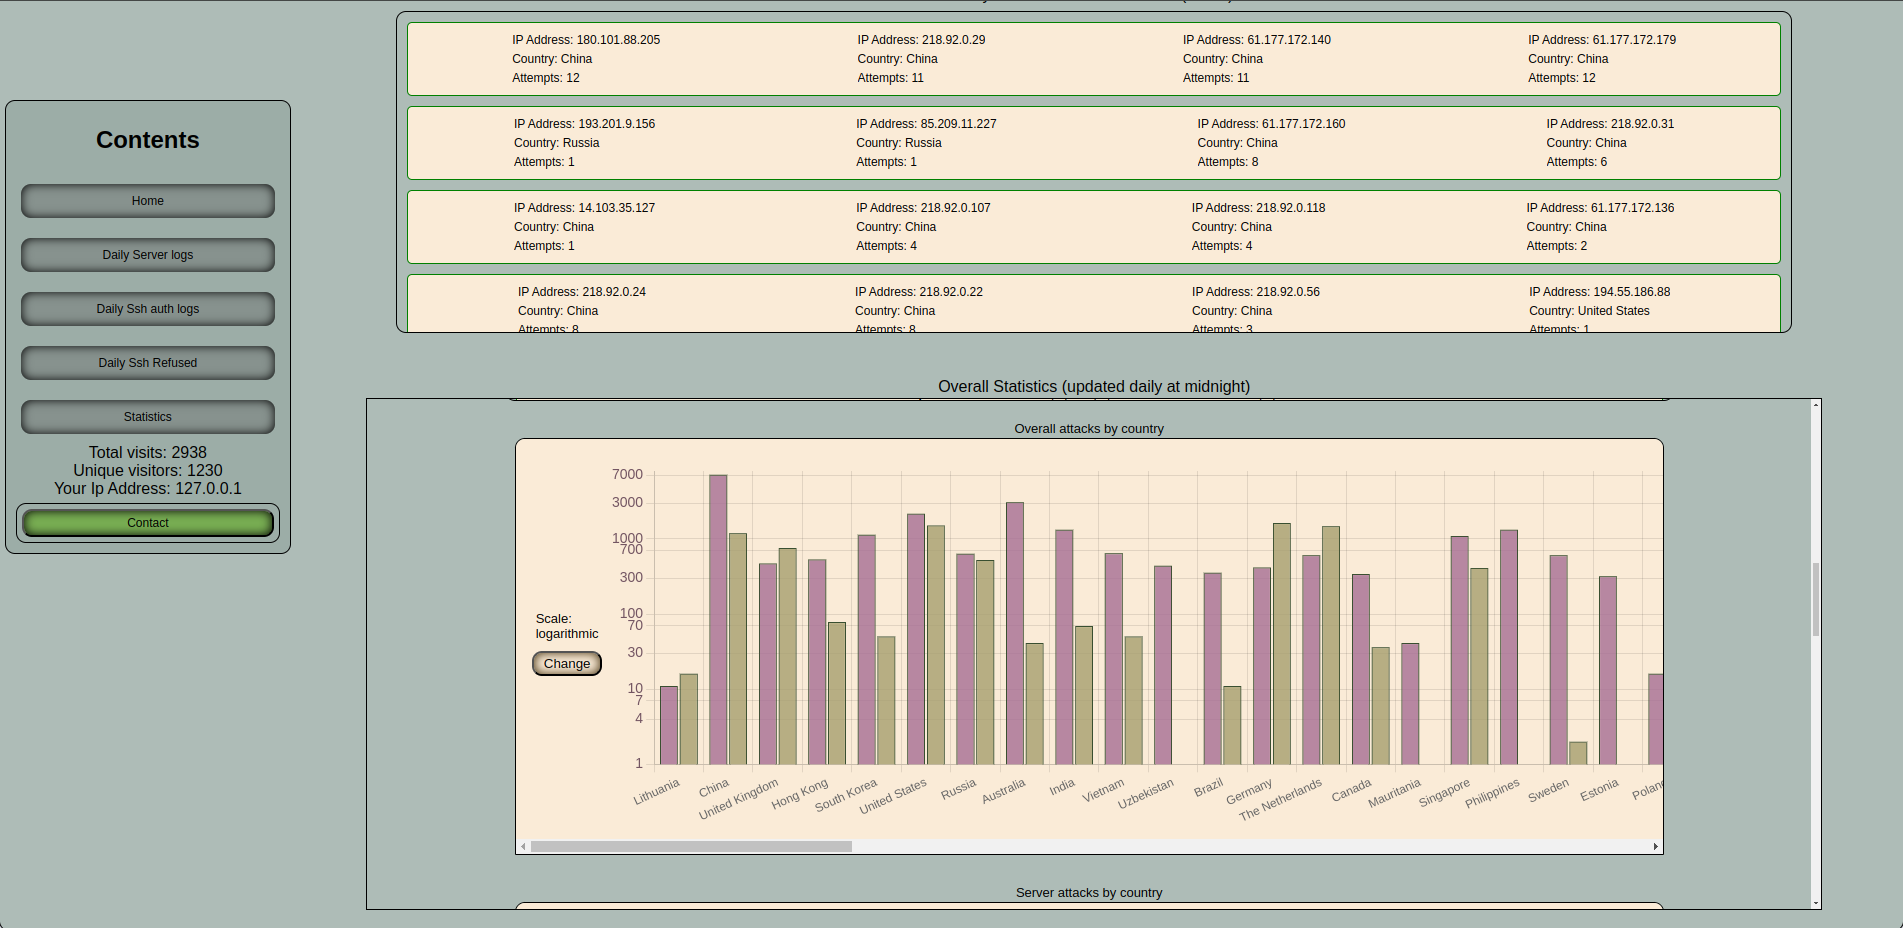 Contents
Home
Daily Server logs
Daily Ssh auth logs
Daily Ssh Refused
Statistics
Total visits: 2938
Unique visitors: 1230
Your Ip Address: 127.0.0.1
Contact
IP Address: 180.101.88.205
Country: China
Attempts: 12
IP Address: 218.92.0.29
Country: China
Attempts: 11
IP Address: 61.177.172.140
Country: China
Attempts: 11
IP Address: 61.177.172.179
Country: China
Attempts: 12
IP Address: 193.201.9.156
Country: Russia
Attempts: 1
IP Address: 85.209.11.227
Country: Russia
Attempts: 1
IP Address: 61.177.172.160
Country: China
Attempts: 8
IP Address: 218.92.0.31
Country: China
Attempts: 6
IP Address: 14.103.35.127
Country: China
Attempts: 1
IP Address: 218.92.0.107
Country: China
Attempts: 4
IP Address: 218.92.0.118
Country: China
Attempts: 4
IP Address: 61.177.172.136
Country: China
Attempts: 2
IP Address: 218.92.0.24
Country: China
Attempts: 8
IP Address: 218.92.0.22
Country: China
Attempts: 8
IP Address: 218.92.0.56
Country: China
Attempts: 3
IP Address: 194.55.186.88
Country: United States
Attempts: 1
Overall Statistics (updated daily at midnight)
Overall attacks by country
Scale:
logarithmic
Change
7000
3000
1000
700
300
100
70
30
10
7
4
1
Lithuania
China
United Kingdom
Hong Kong
South Korea
United States
Russia
Australia
India
Vietnam
Uzbekistan
Brazil
Germany
The Netherlands
Canada
Mauritania
Singapore
Philippines
Sweden
Estonia
Server attacks by country